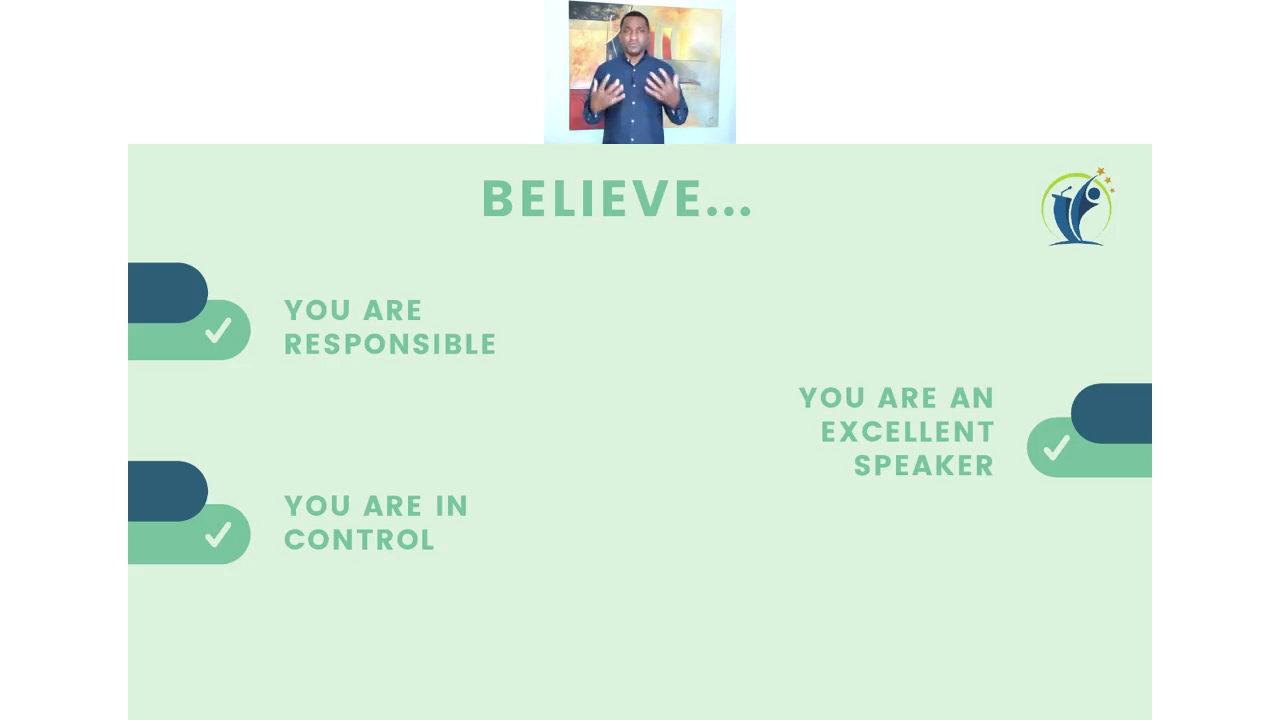 BELIEVE...
YOU ARE
RESPONSIBLE
YOU ARE AN
EXCELLENT
SPEAKER
YOU ARE IN
CONTROL